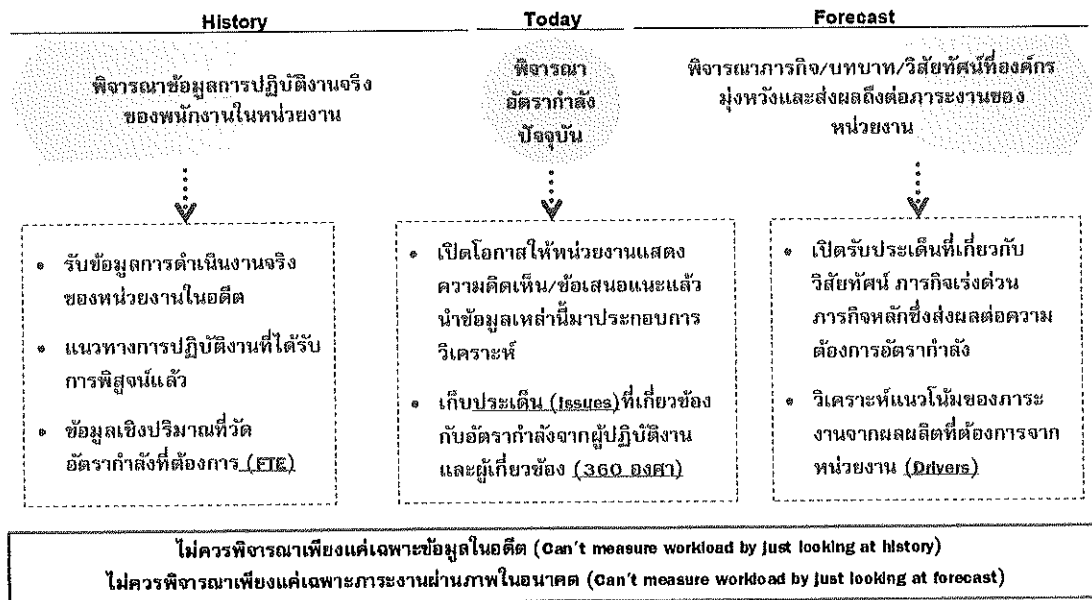 History
พิจารณาข้อมูลการปฏิบัติงานจริง
ของพนักงานในหน่วยงาน
• รับข้อมูลการดำเนินงานจริง
ของหน่วยงานในอดีต
• แนวทางการปฏิบัติงานที่ได้รับ
การพิสูจน์แล้ว
• ข้อมูลเชิงปริมาณที่วัด
อัตรากำลังที่ต้องการ (FTE)
Today
พิจารณา
อัตรากำลัง
ปัจจุบัน
• เปิดโอกาสให้หน่วยงานแสดง
ความคิดเห็น/ข้อเสนอแนะแล้ว
นำข้อมูลเหล่านี้มาประกอบการ
วิเคราะห์
• เก็บประเด็น (Issues)ที่เกี่ยวข้อง
กับอัตรากำลังจากผู้ปฏิบัติงาน
และผู้เกี่ยวข้อง (360 องศา)
Forecast
พิจารณาภารกิจ/บทบาท/วิสัยทัศน์ที่องค์กร
มุ่งหวังและส่งผลถึงต่อภาระงานของ
หน่วยงาน
• เปิดรับประเด็นที่เกี่ยวกับ
วิสัยทัศน์ ภารกิจเร่งด่วน
ภารกิจหลักซึ่งส่งผลต่อความ
ต้องการอัตรากำลัง
• วิเคราะห์แนวโน้มของภาระ
งานจากผลผลิตที่ต้องการจาก
หน่วยงาน (Drivers)
ไม่ควรพิจารณาเพียงแค่เฉพาะข้อมูลในอดีต (Can't measure workload by just looking at history)
ไม่ควรพิจารณาเพียงแค่เฉพาะภาระงานผ่านภาพในอนาคต (Can't measure workload by just looking at forecast)